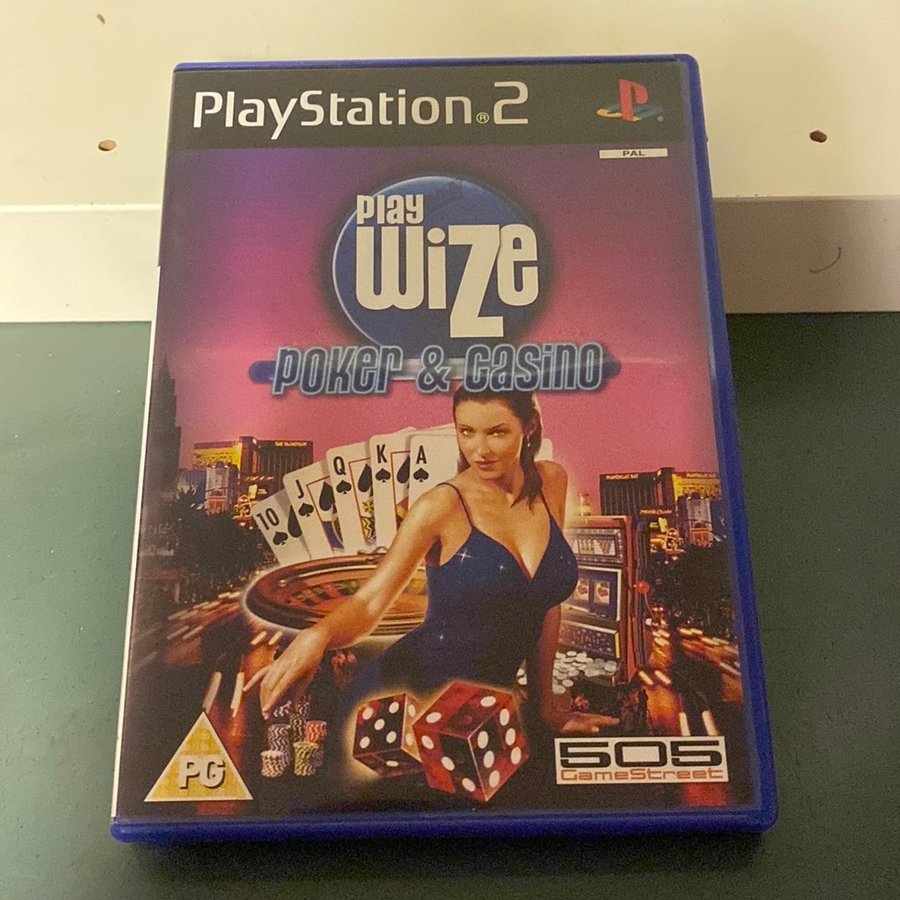 PlayStation®2
PAL
Play
Wize
Poker & Casino
10 J Q K A
PG
505
GameStreet